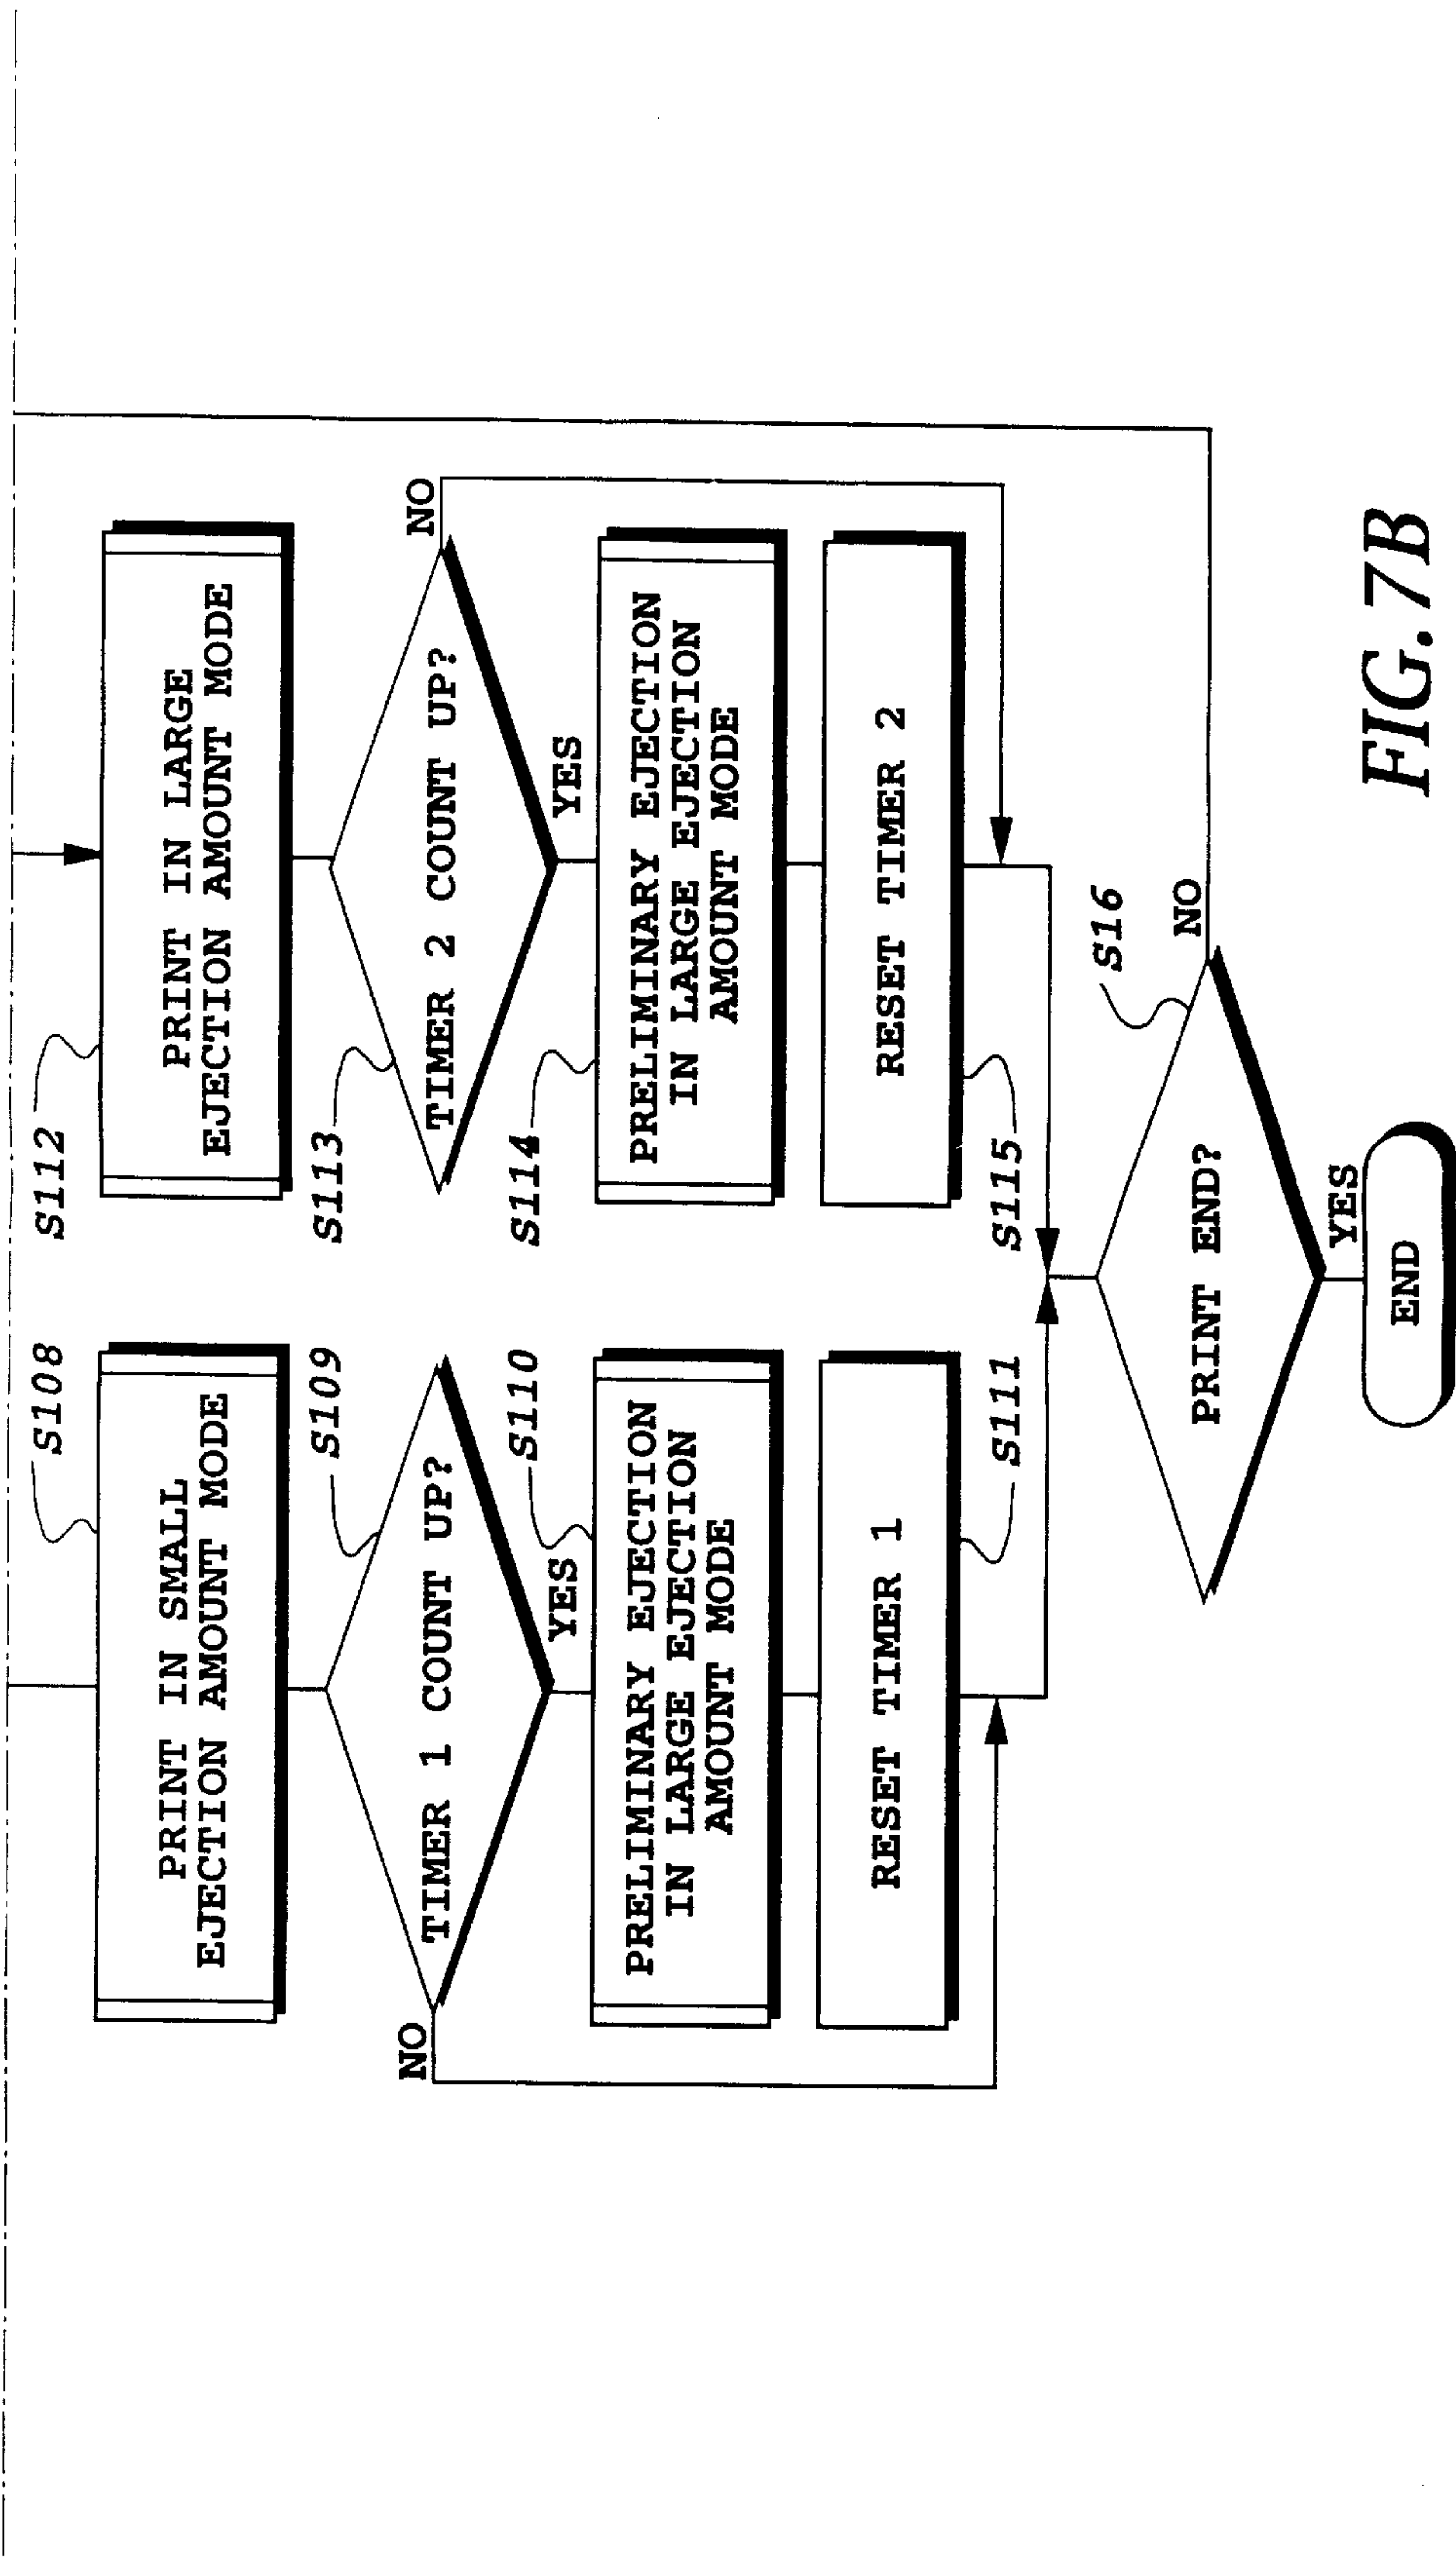 S108
PRINT IN SMALL
EJECTION AMOUNT MODE
S109
TIMER 1 COUNT UP?
NO
YES
S110
PRELIMINARY EJECTION
IN LARGE EJECTION
AMOUNT MODE
RESET TIMER 1
S111
S112
PRINT IN LARGE
EJECTION AMOUNT MODE
S113
TIMER 2 COUNT UP?
NO
YES
S114
PRELIMINARY EJECTION
IN LARGE EJECTION
AMOUNT MODE
RESET TIMER 2
S115
S16
PRINT END?
NO
YES
END
FIG.7B